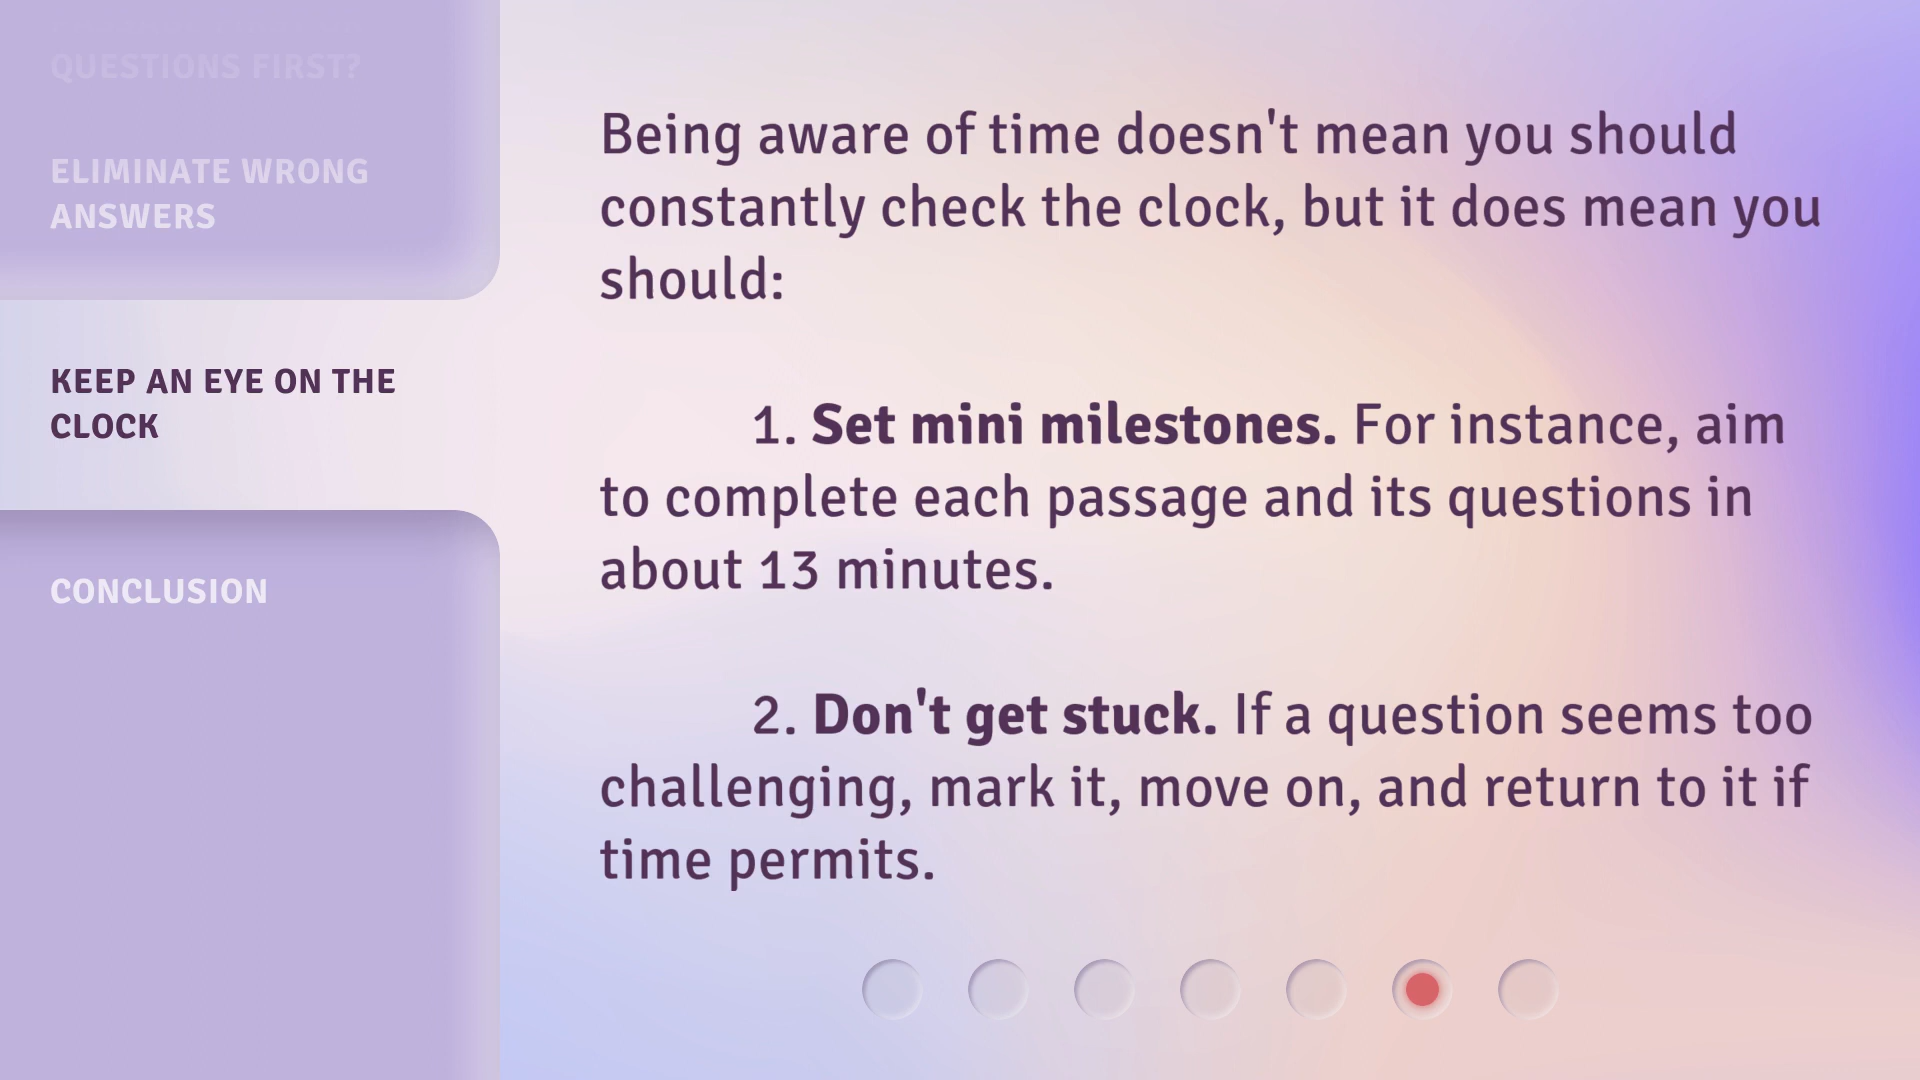 QUESTIONS FIRST?
ELIMINATE WRONG
ANSWERS
KEEP AN EYE ON THE
CLOCK
CONCLUSION
Being aware of time doesn't mean you should
constantly check the clock, but it does mean you
should:
1. Set mini milestones. For instance, aim
to complete each passage and its questions in
about 13 minutes.
2. Don't get stuck. If a question seems too
challenging, mark it, move on, and return to it if
time permits.